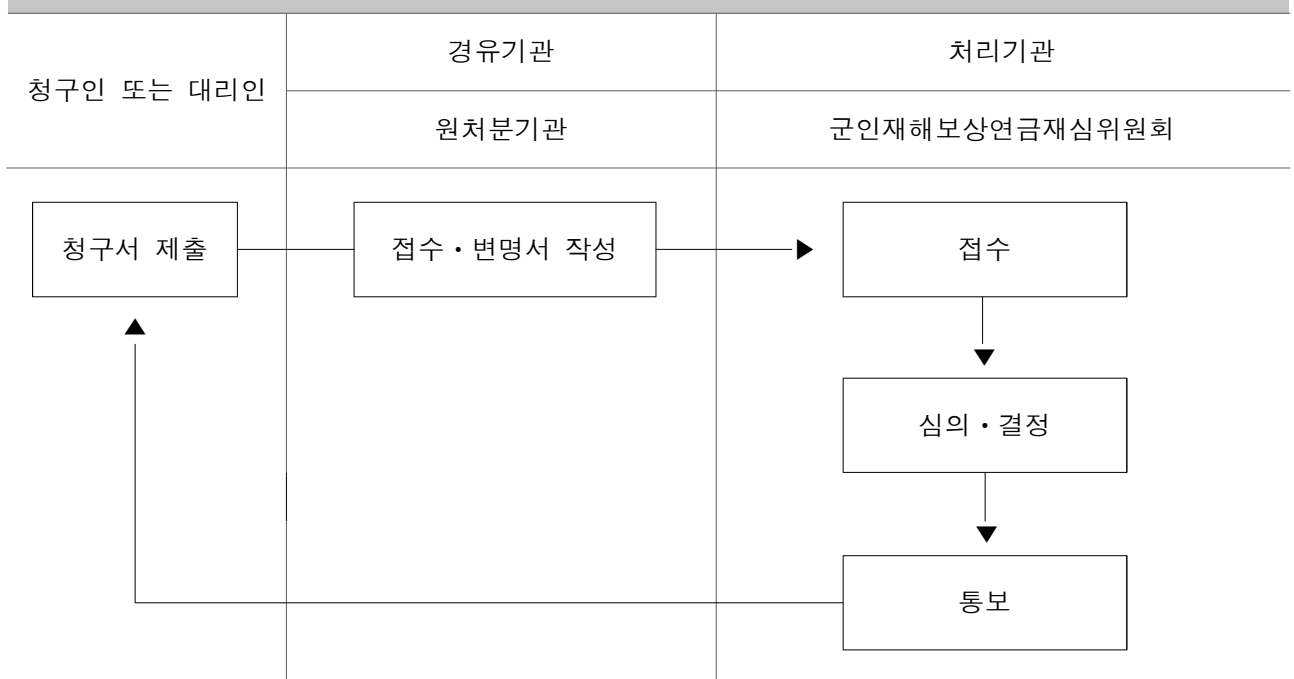 청구인 또는 대리인
경유기관
처리기관
원처분기관
군인재해보상연금재심위원회
청구서 제출
접수·변명서 작성
접수
심의·결정
통보